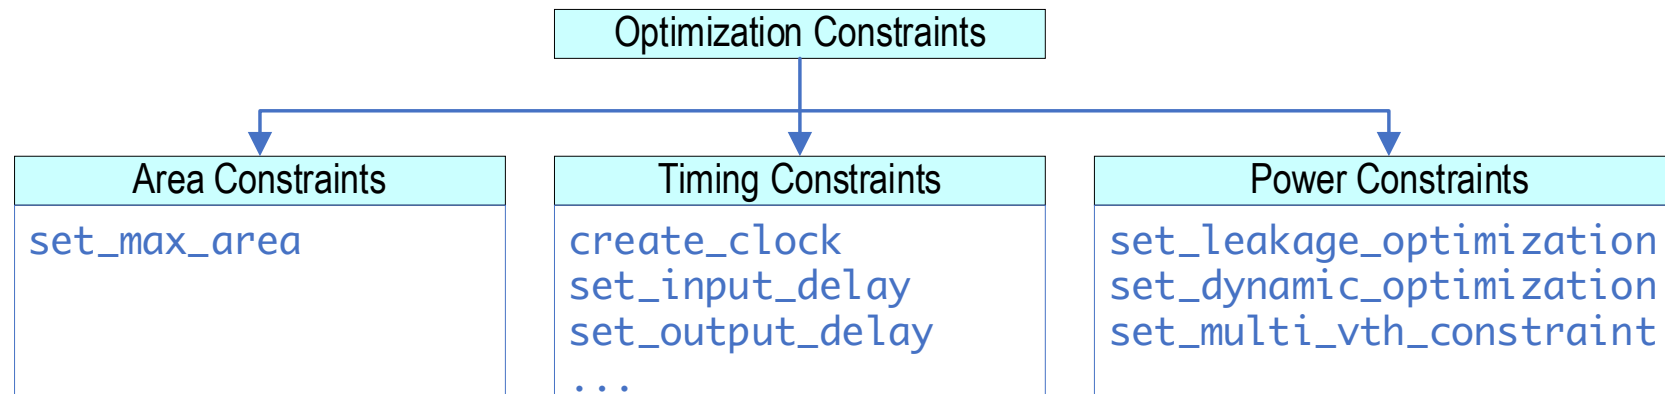 Optimization Constraints
Area Constraints
set_max_area
Timing Constraints
create_clock
set_input_delay
set_output_delay
...
Power Constraints
set_leakage_optimization
set_dynamic_optimization
set_multi_vth_constraint